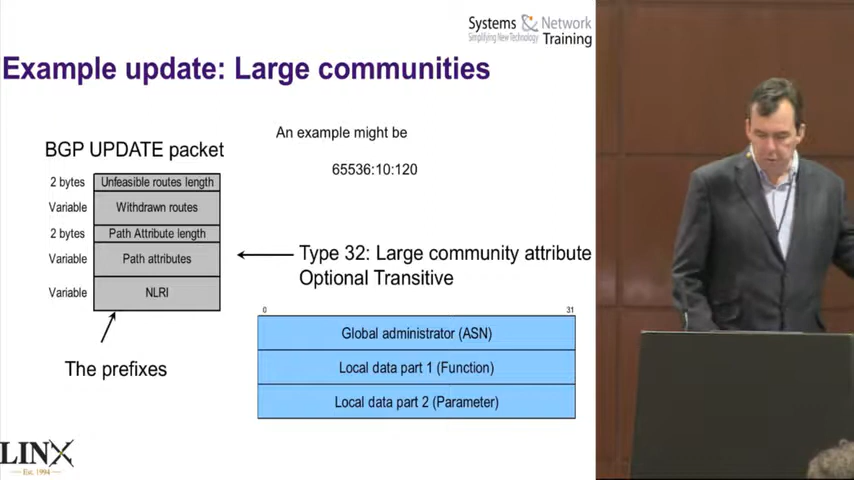 Systems & Network
Simplifying New Technology
Training
Example update: Large communities
An example might be
65536:10:120
BGP UPDATE packet
2 bytes Unfeasible routes length
Variable Withdrawn routes
2 bytes Path Attribute length
Variable Path attributes
Variable NLRI
Type 32: Large community attribute
Optional Transitive
The prefixes
0 31
Global administrator (ASN)
Local data part 1 (Function)
Local data part 2 (Parameter)
LINX
Est. 1994